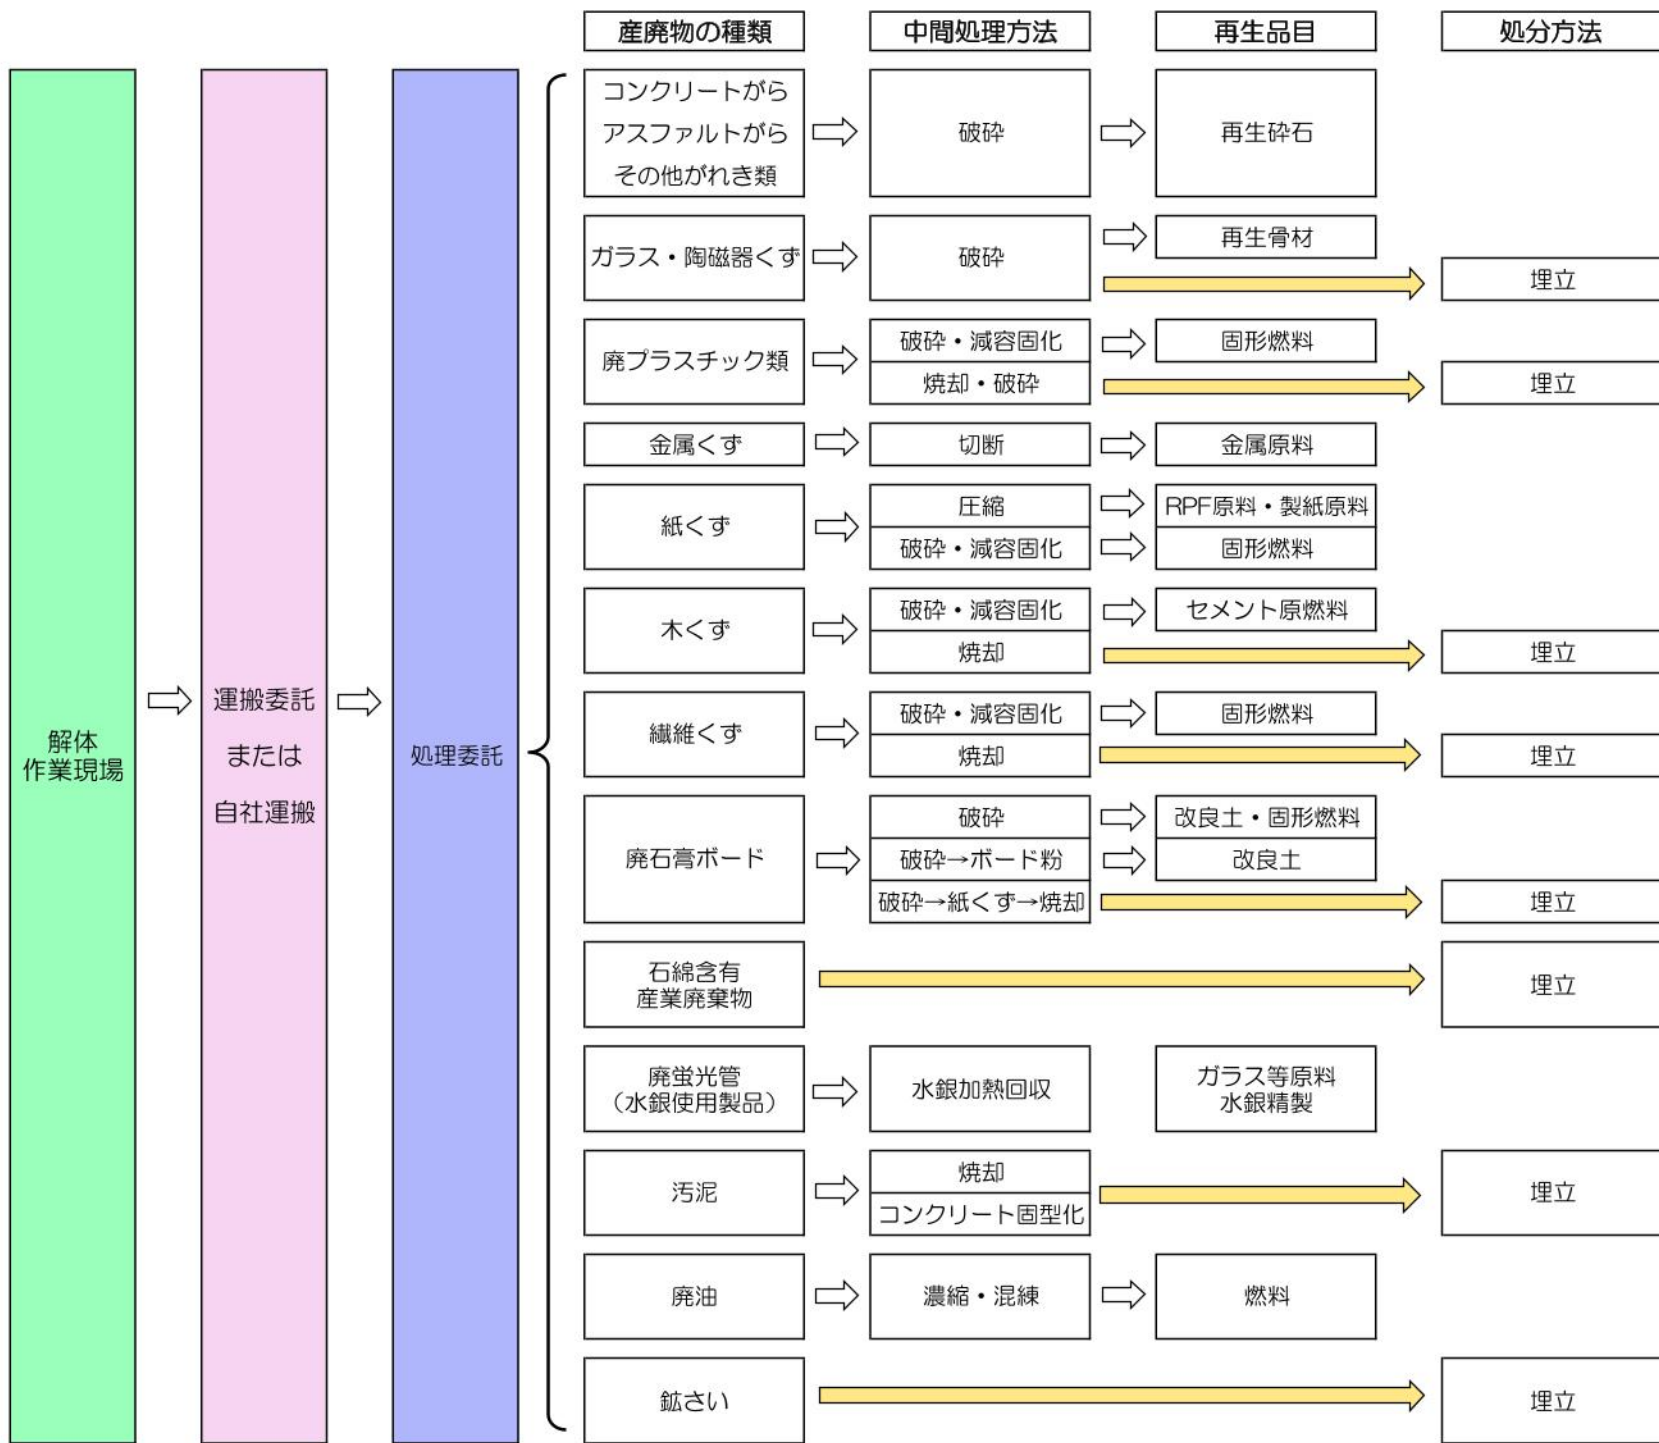 産廃物の種類
中間処理方法
再生品目
処分方法
解体
作業現場
運搬委託
または
自社運搬
処理委託
コンクリートがら
アスファルトがら
その他がれき類
破砕
再生砕石
ガラス・陶磁器くず
破砕
再生骨材
埋立
廃プラスチック類
破砕・減容固化
固形燃料
焼却・破砕
埋立
金属くず
切断
金属原料
紙くず
圧縮
RPF原料・製紙原料
破砕・減容固化
固形燃料
木くず
破砕・減容固化
セメント原燃料
焼却
埋立
繊維くず
破砕・減容固化
固形燃料
焼却
埋立
廃石膏ボード
破砕
改良土・固形燃料
破砕→ボード粉
改良土
破砕→紙くず→焼却
埋立
石綿含有
産業廃棄物
埋立
廃蛍光管
（水銀使用製品）
水銀加熱回収
ガラス等原料
水銀精製
汚泥
焼却
コンクリート固型化
埋立
廃油
濃縮・混練
燃料
鉱さい
埋立